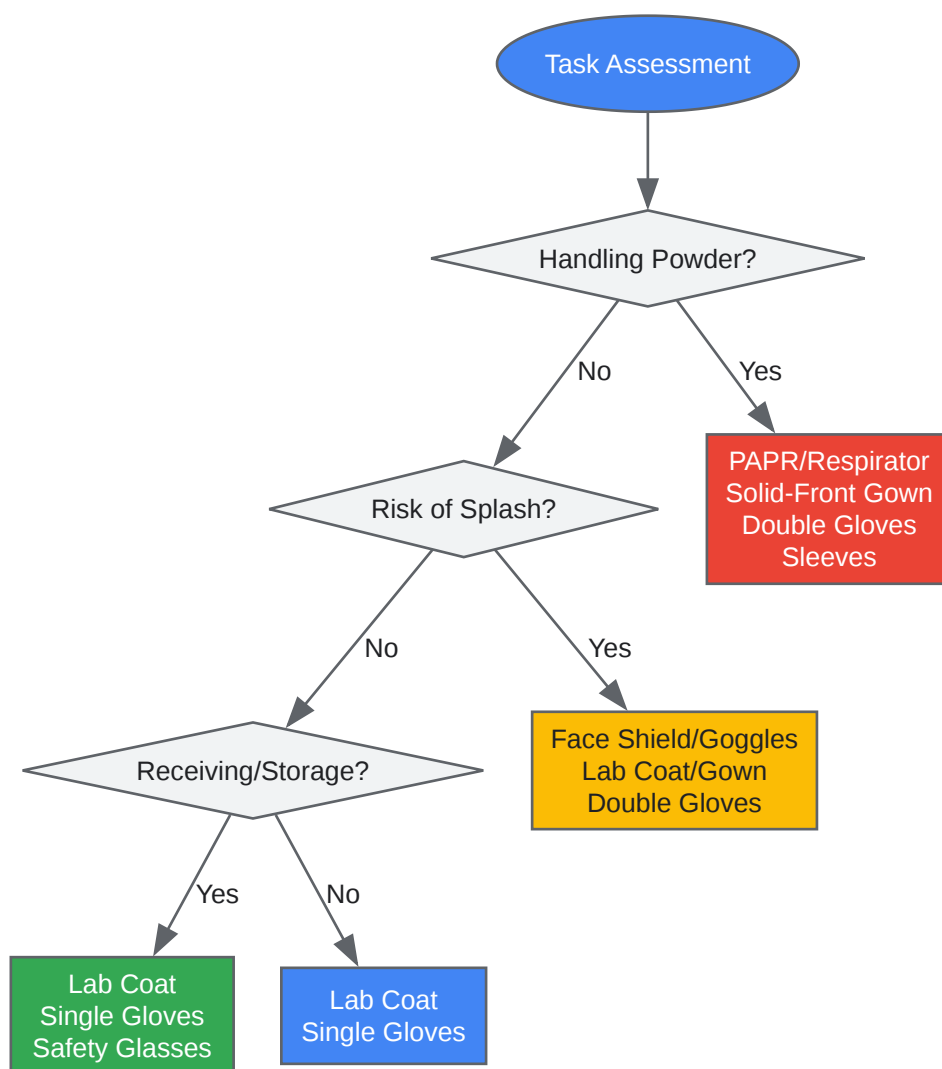 Task Assessment
Handling Powder?
No
Yes
PAPR/Respirator
Solid-Front Gown
Double Gloves
Sleeves
Risk of Splash?
No
Yes
Face Shield/Goggles
Lab Coat/Gown
Double Gloves
Receiving/Storage?
Yes
No
Lab Coat
Single Gloves
Safety Glasses
Lab Coat
Single Gloves